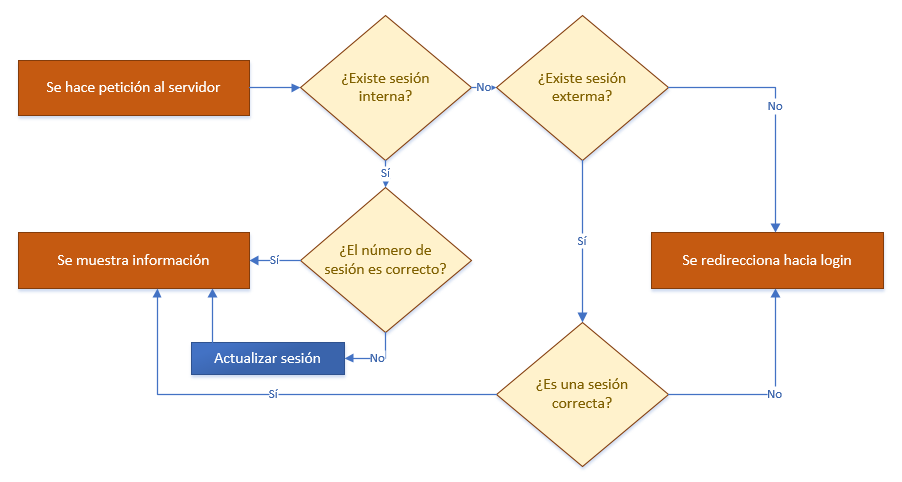 Se hace petición al servidor
¿Existe sesión
interna?
No
¿Existe sesión
exterma?
No
Sí
¿El número de
sesión es correcto?
Sí
Se muestra información
Sí
Se redirecciona hacia login
No
Actualizar sesión
¿Es una sesión
correcta?
Sí
No